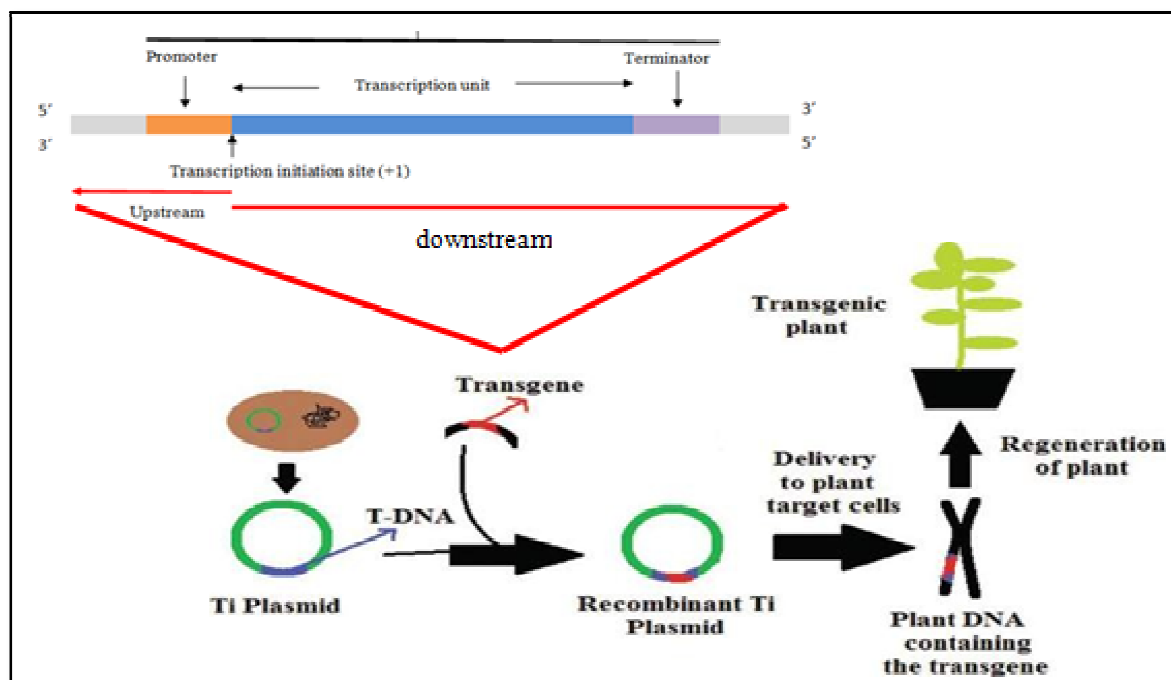 Promoter
Terminator
Transcription unit
5´
3´
3´
5´
Transcription initiation site (+1)
Upstream
downstream
Transgenic
plant
Transgene
Regeneration
of plant
Delivery
to plant
target cells
T-DNA
Ti Plasmid
Recombinant Ti
Plasmid
Plant DNA
containing
the transgene